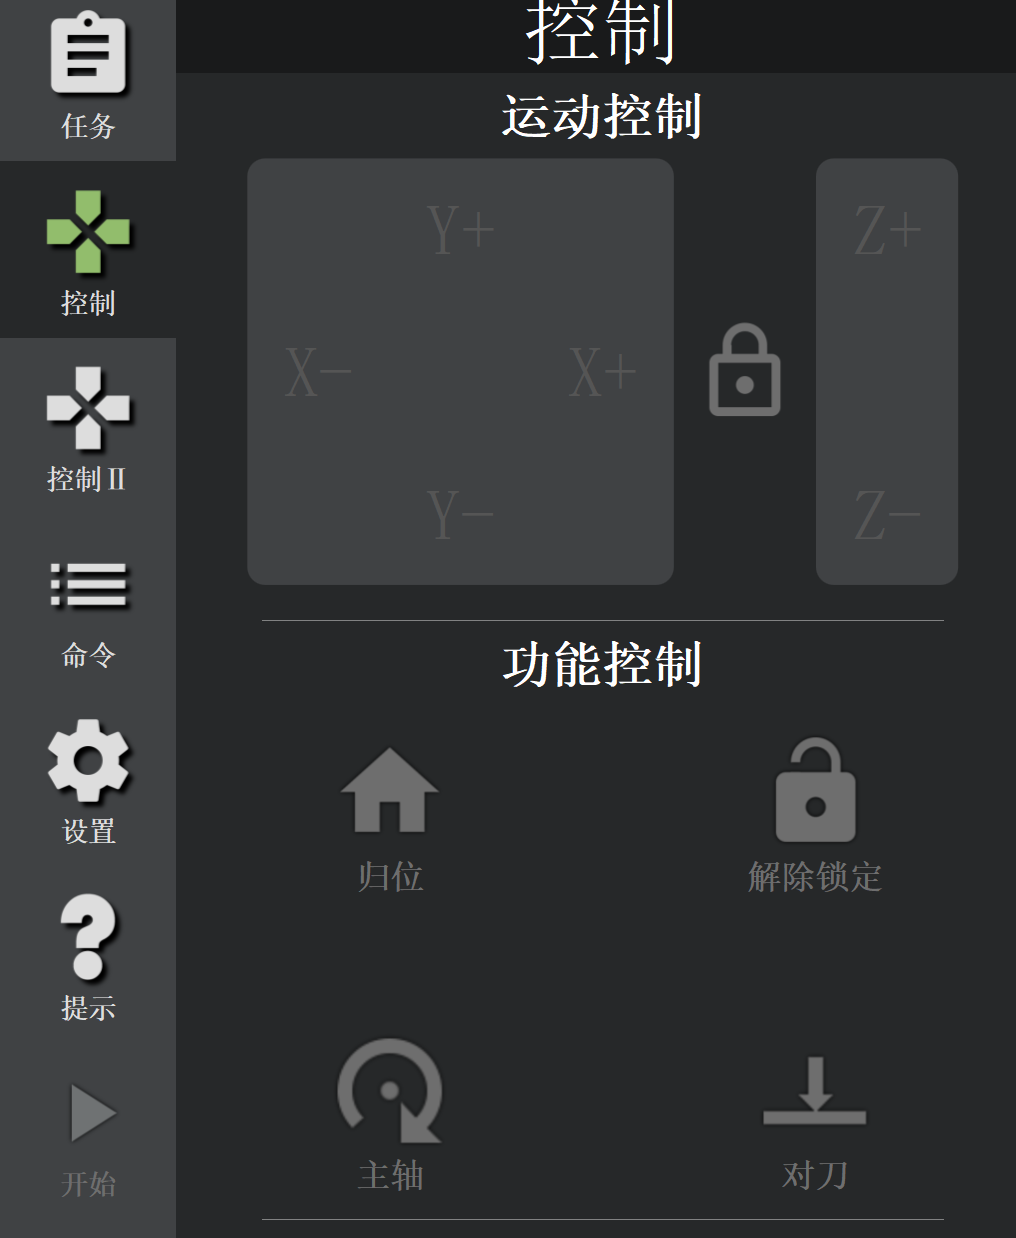 任务
控制
控制 II
命令
设置
提示
开始
控制
运动控制
Y+
X-
X+
Y-
Z+
Z-
功能控制
归位
解除锁定
主轴
对刀